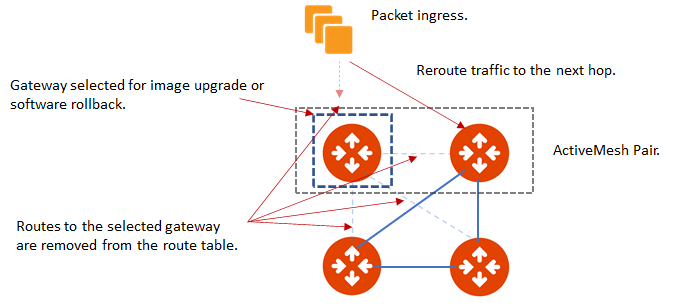 Packet ingress.
Reroute traffic to the next hop.
Gateway selected for image upgrade or
software rollback.
ActiveMesh Pair.
Routes to the selected gateway
are removed from the route table.